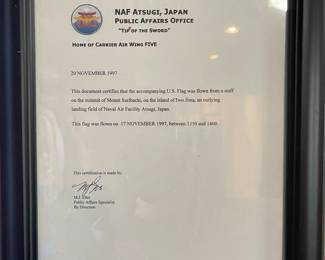 NAF ATSUGI, JAPAN
PUBLIC AFFAIRS OFFICE
"TIP OF THE SWORD"
HOME OF CARRIER AIR WING FIVE
20 NOVEMBER 1997
This document certifies that the accompanying U.S. Flag was flown from a staff
on the summit of Mount Suribachi, on the island of Iwo Jima, an outlying
landing field of Naval Air Facility Atsugi, Japan.
This flag was flown on 17 NOVEMBER 1997, between 1350 and 1400.
This certification is made by:
Public Affairs Specialist
By Direction